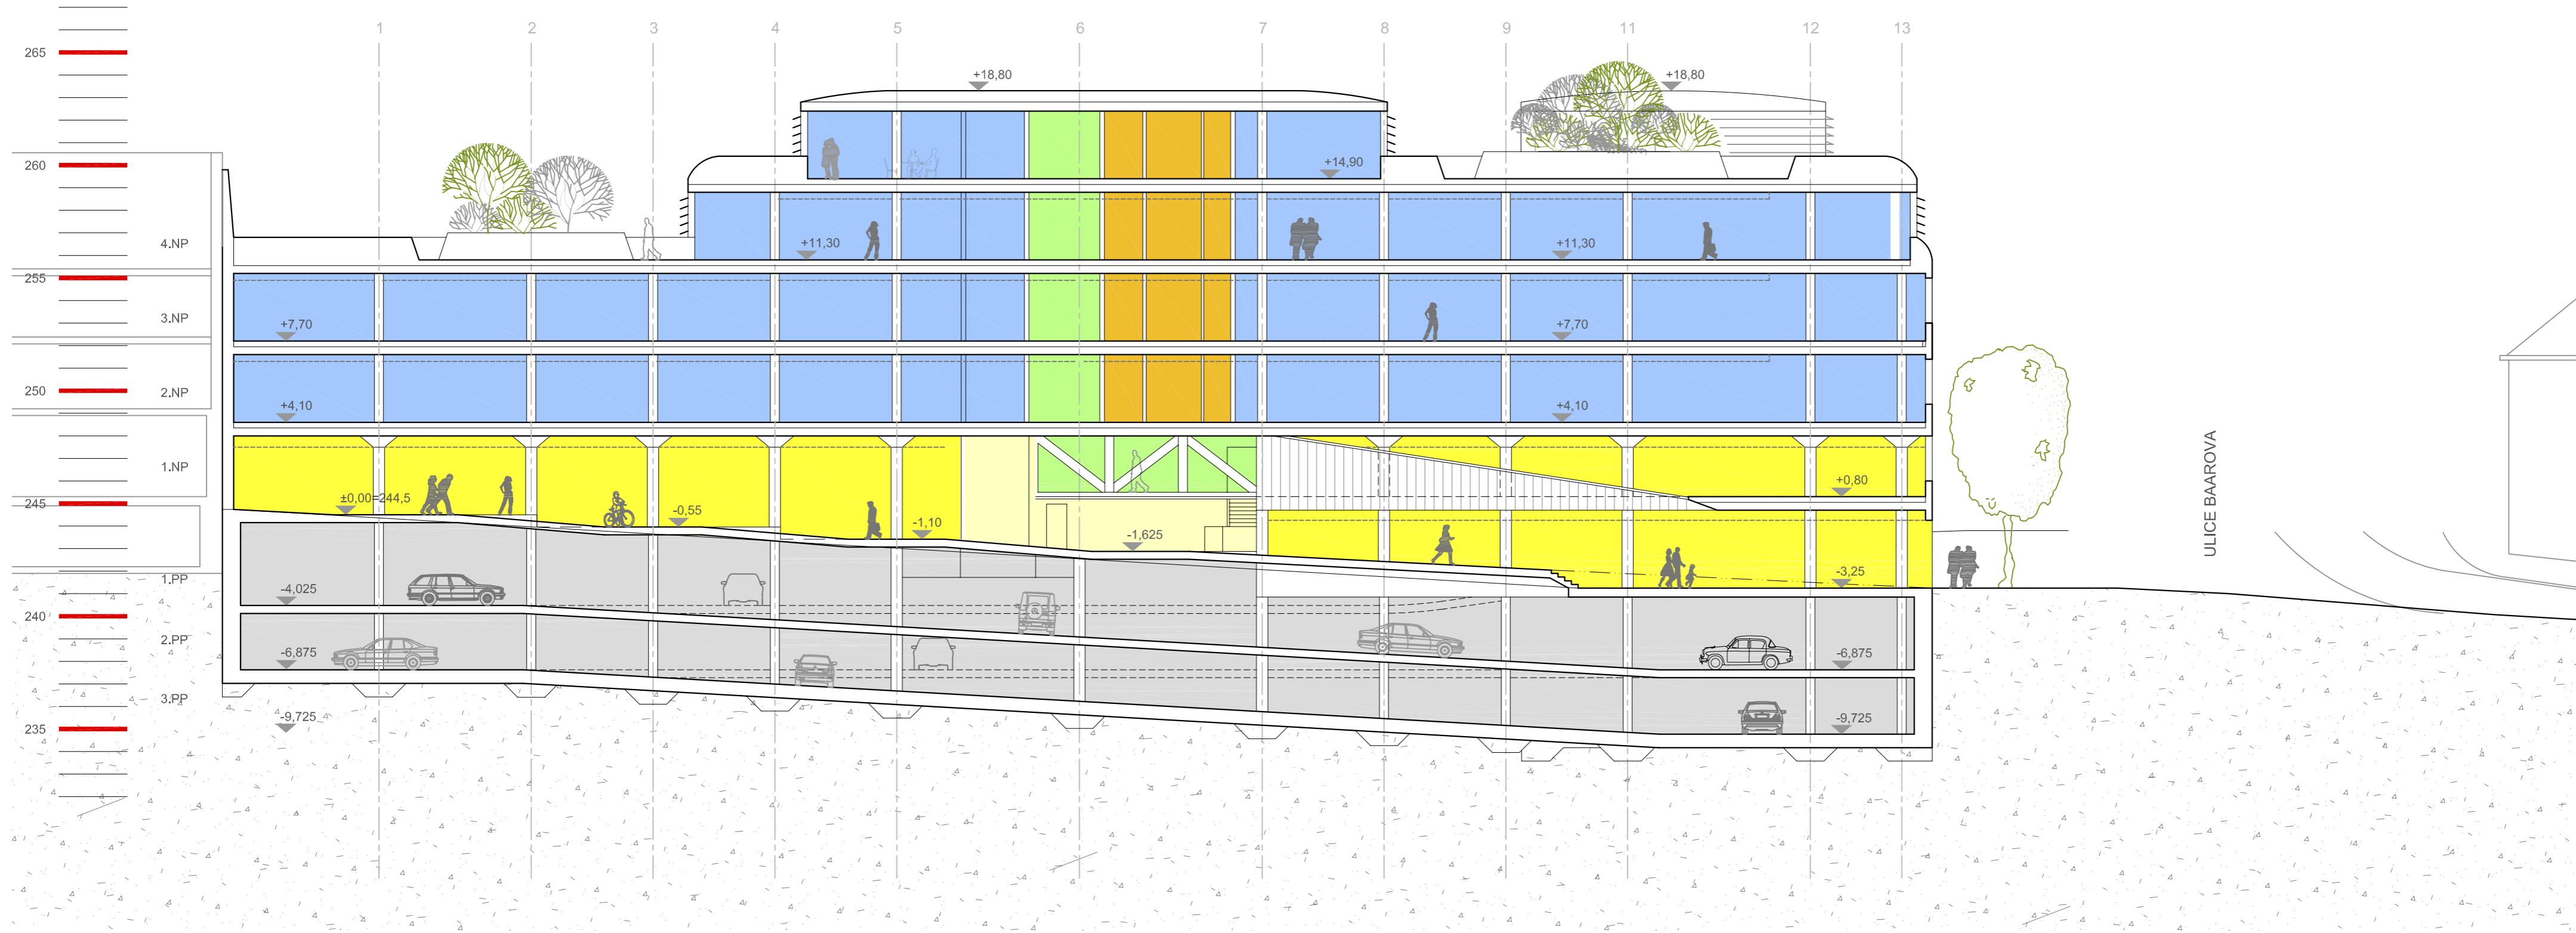 1 2 3 4 5 6 7 8 9 11 12 13
265
+18,80 +18,80
260
+14,90
4.NP
+11,30 +11,30
255
3.NP
+7,70 +7,70
250
2.NP
+4,10 +4,10
1.NP
ULICE BAAROVA
245
±0,00=244,5
+0,80
-0,55
-1,10
-1,625
1.PP
-4,025
-3,25
240
2.PP
-6,875 -6,875
3.PP
-9,725 -9,725
235